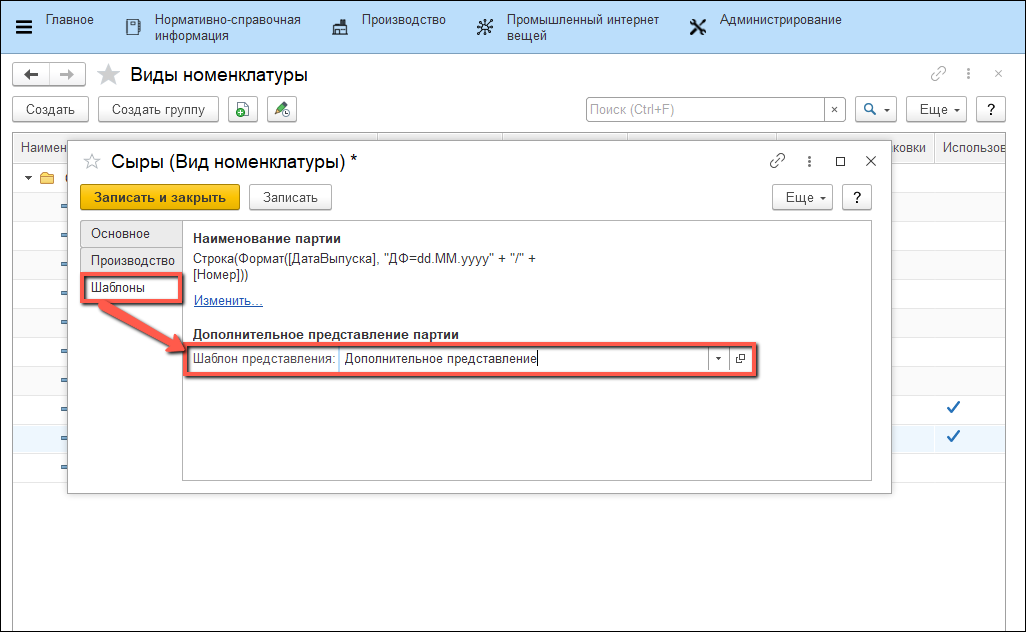 Главное
Нормативно-справочная
информация
Производство
Промышленный интернет
вещей
Администрирование
Виды номенклатуры
Создать
Создать группу
Поиск (Ctrl+F)
×
Еще
?
Наимен
ковки
Использов
Сыры (Вид номенклатуры) *
Записать и закрыть
Записать
Еще
?
Основное
Производство
Шаблоны
Наименование партии
Строка(Формат([ДатаВыпуска], "ДФ=dd.MM.yyyy" + "/" +
[Номер]))
Изменить...
Дополнительное представление партии
Шаблон представления: Дополнительное представление